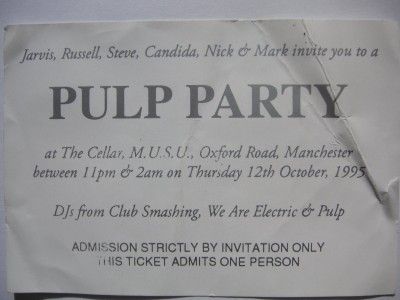 Jarvis, Russell, Steve, Candida, Nick & Mark invite you to a
PULP PARTY
at The Cellar, M.U.S.U., Oxford Road, Manchester
between 11pm & 2am on Thursday 12th October, 1995
DJs from Club Smashing, We Are Electric & Pulp
ADMISSION STRICTLY BY INVITATION ONLY
THIS TICKET ADMITS ONE PERSON